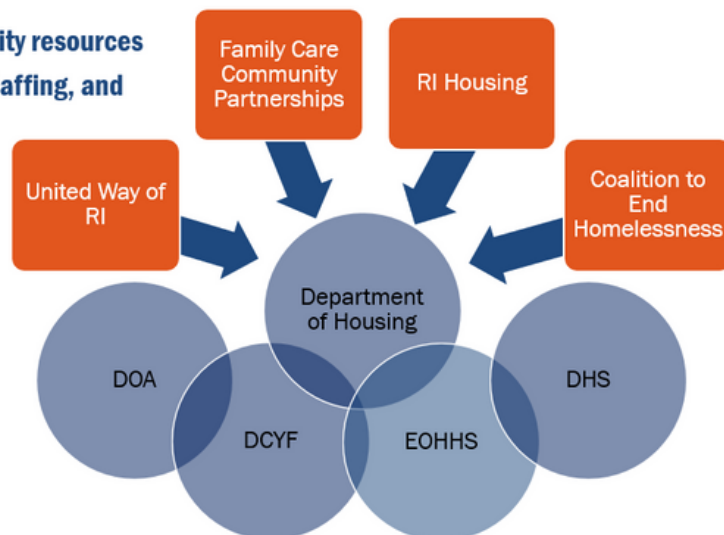 ity resources
affing, and
Family Care
Community
Partnerships
RI Housing
United Way of
RI
Coalition to
End
Homelessness
Department
of Housing
DOA
DCYF
EOHHS
DHS